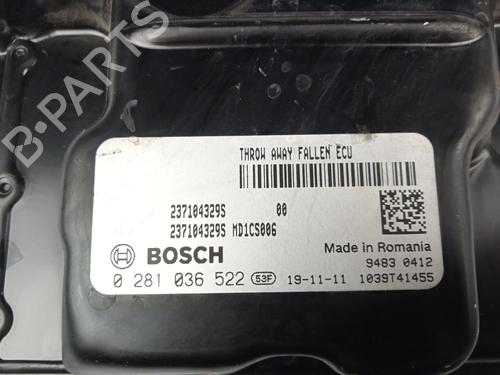 THROW AWAY FALLEN ECU
237104329S 00
237104329S MD1CS006
BOSCH
Made in Romania
9483 0412
0 281 036 522 53F 19-11-11 1039T41455
B-PARTS